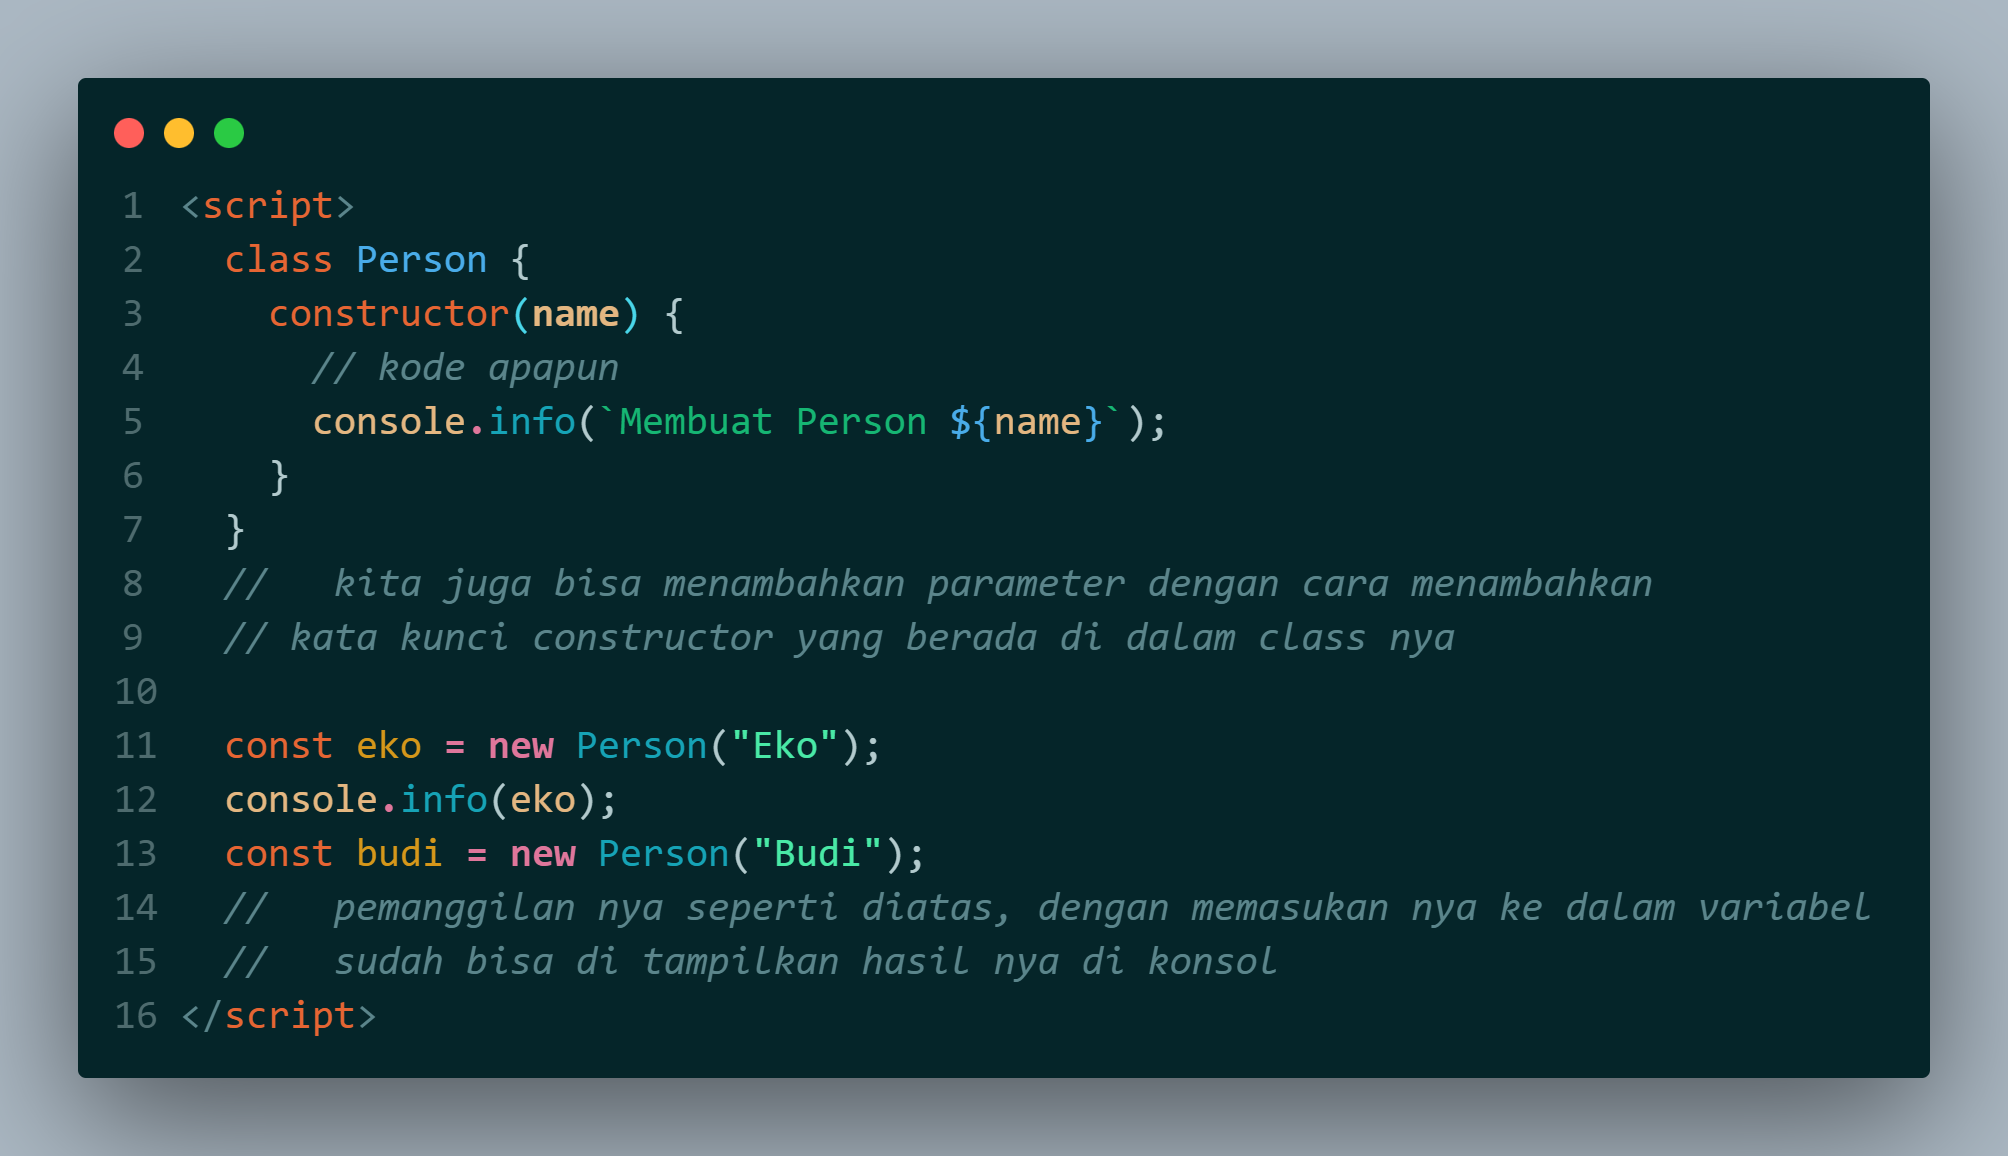 1 <script>
2   class Person {
3     constructor(name) {
4       // kode apapun
5       console.info(`Membuat Person ${name}`);
6     }
7   }
8   //   kita juga bisa menambahkan parameter dengan cara menambahkan
9   // kata kunci constructor yang berada di dalam class nya
10
11   const eko = new Person("Eko");
12   console.info(eko);
13   const budi = new Person("Budi");
14   //   pemanggilan nya seperti diatas, dengan memasukan nya ke dalam variabel
15   //   sudah bisa di tampilkan hasil nya di konsol
16 </script>